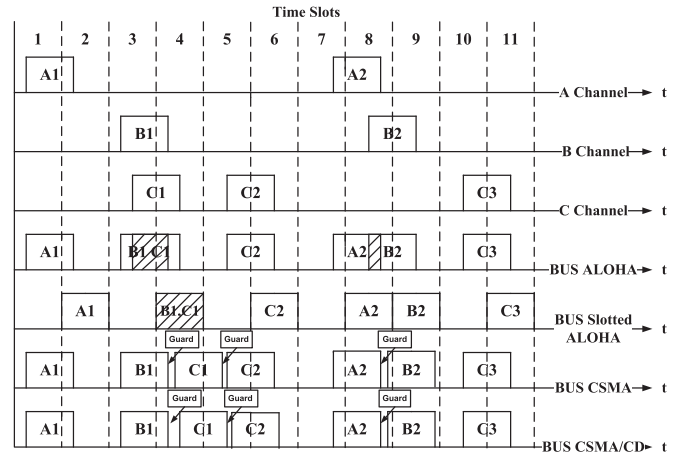 Time Slots
1 2 3 4 5 6 7 8 9 10 11
A1 A2
A Channel t
B1 B2
B Channel t
C1 C2 C3
C Channel t
A1 B1 C1 C2 A2 B2 C3
BUS ALOHA t
A1 B1.C1 C2 A2 B2 C3
BUS Slotted
ALOHA t
Guard Guard Guard
A1 B1 C1 C2 A2 B2 C3
BUS CSMA t
Guard Guard Guard
A1 B1 C1 C2 A2 B2 C3
BUS CSMA/CD t